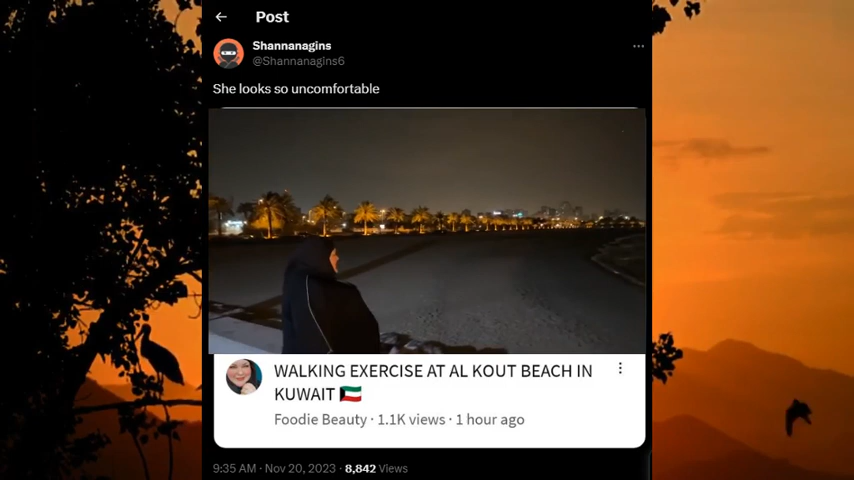 Post
Shannanagins
@Shannanagins6
She looks so uncomfortable
WALKING EXERCISE AT AL KOUT BEACH IN
KUWAIT 🇰🇼
Foodie Beauty · 1.1K views · 1 hour ago
9:35 AM · Nov 20, 2023 · 8,842 Views